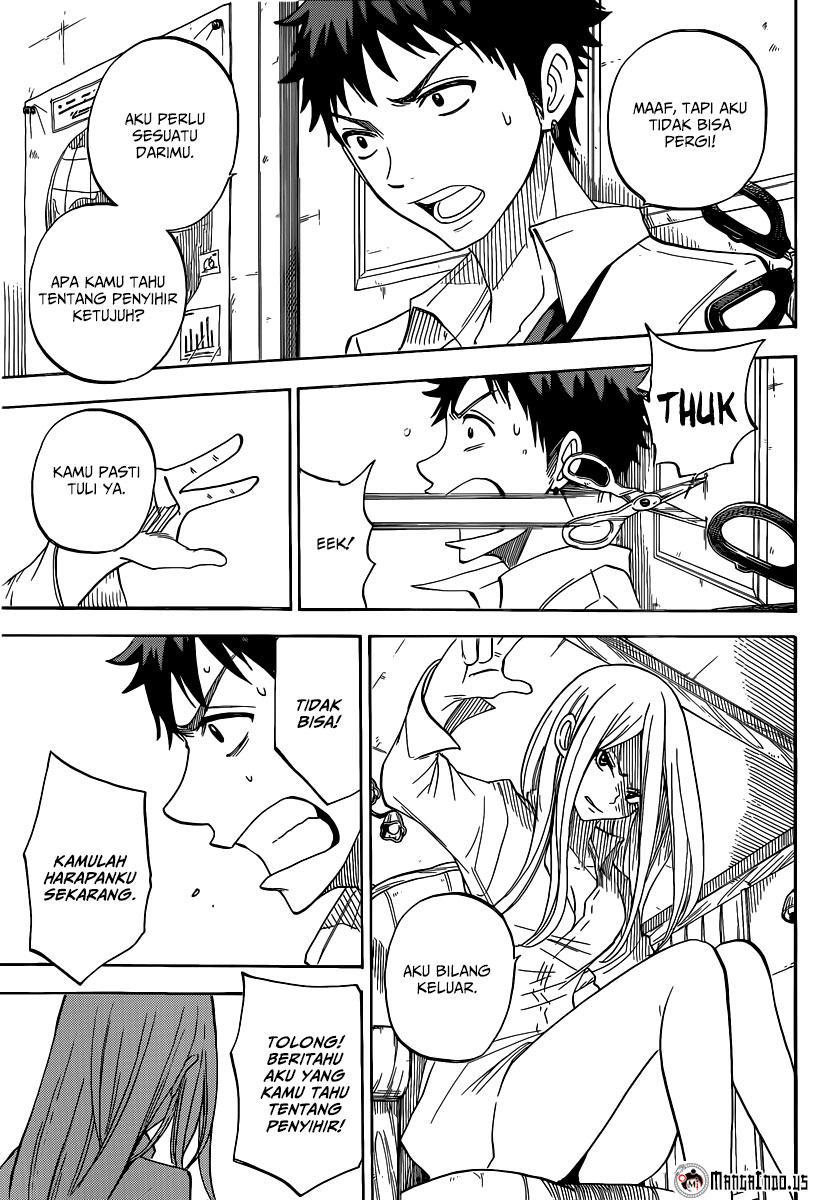 MAAF, TAPI AKU
TIDAK BISA
PERGI!
AKU PERLU
SESUATU
DARIMU.
APA KAMU TAHU
TENTANG PENYIHIR
KETUJUH?
THUK
EEK!
KAMU PASTI
TULI YA.
AKU BILANG
KELUAR.
TIDAK
BISA!
KAMULAH
HARAPANKU
SEKARANG.
TOLONG!
BERITAHU
AKU YANG
KAMU TAHU
TENTANG
PENYIHIR!
MANGAINDO.US